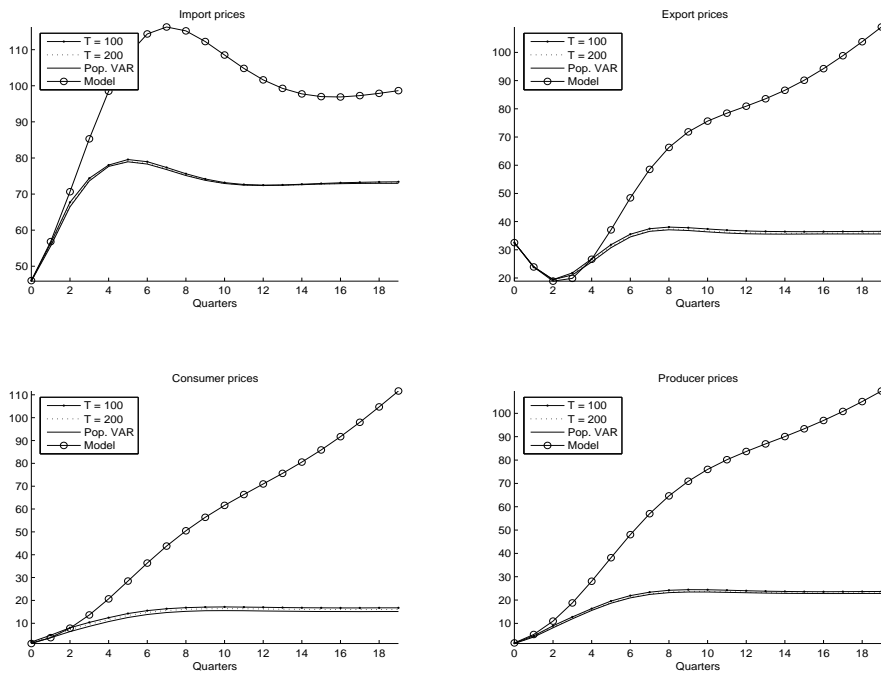 Import prices
110
100
90
80
70
60
50
0 2 4 6 8 10 12 14 16 18
Quarters
T = 100
T = 200
Pop. VAR
Model
Export prices
100
90
80
70
60
50
40
30
20
0 2 4 6 8 10 12 14 16 18
Quarters
T = 100
T = 200
Pop. VAR
Model
Consumer prices
110
100
90
80
70
60
50
40
30
20
10
0 2 4 6 8 10 12 14 16 18
Quarters
T = 100
T = 200
Pop. VAR
Model
Producer prices
100
90
80
70
60
50
40
30
20
10
0 2 4 6 8 10 12 14 16 18
Quarters
T = 100
T = 200
Pop. VAR
Model